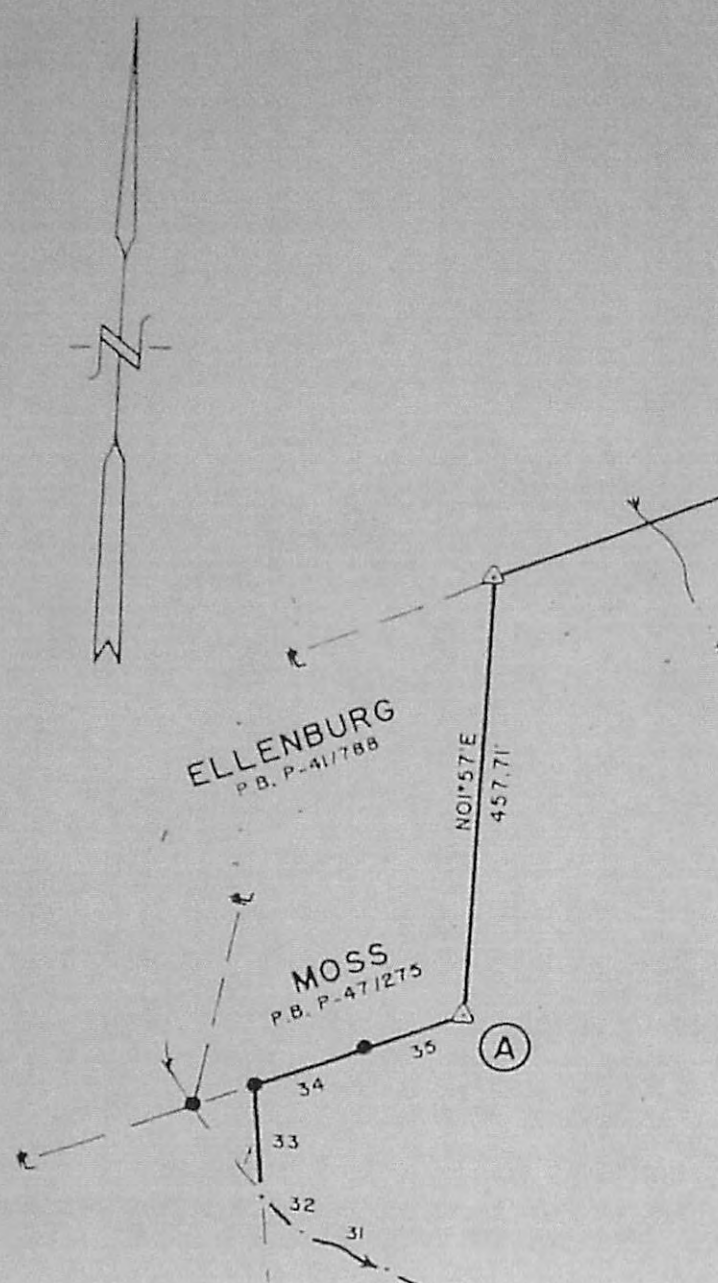 N
ELLENBURG
P.B. P-41/788
N01°57'E
457.71'
MOSS
P.B. P-47/275
A
35
34
33
32
31